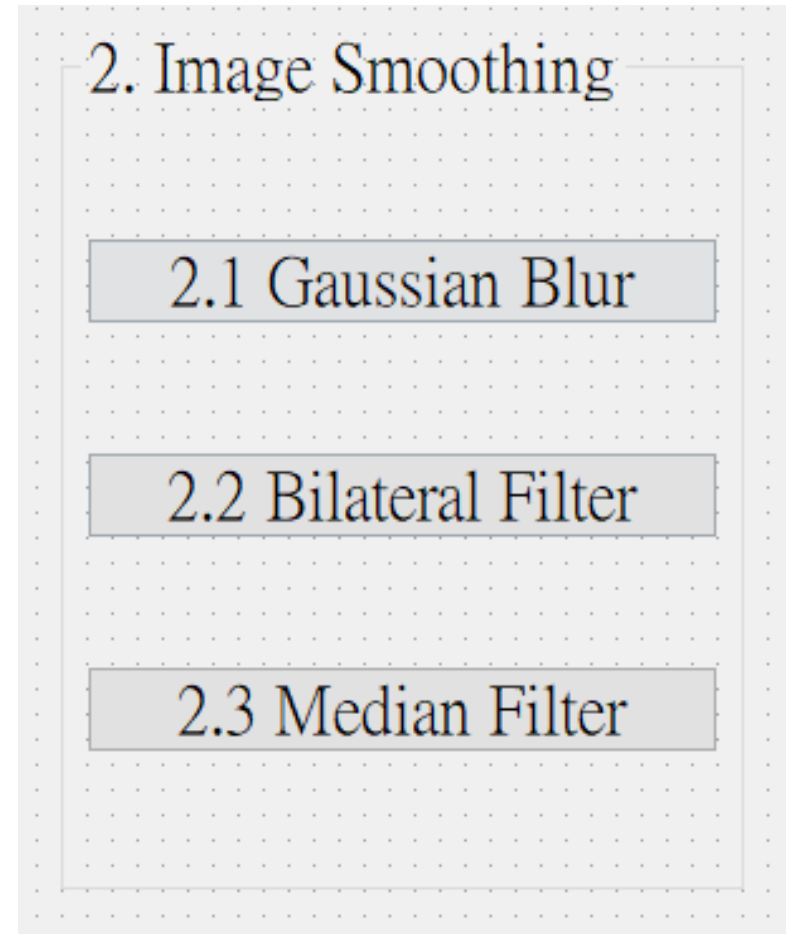 2. Image Smoothing
2.1 Gaussian Blur
2.2 Bilateral Filter
2.3 Median Filter